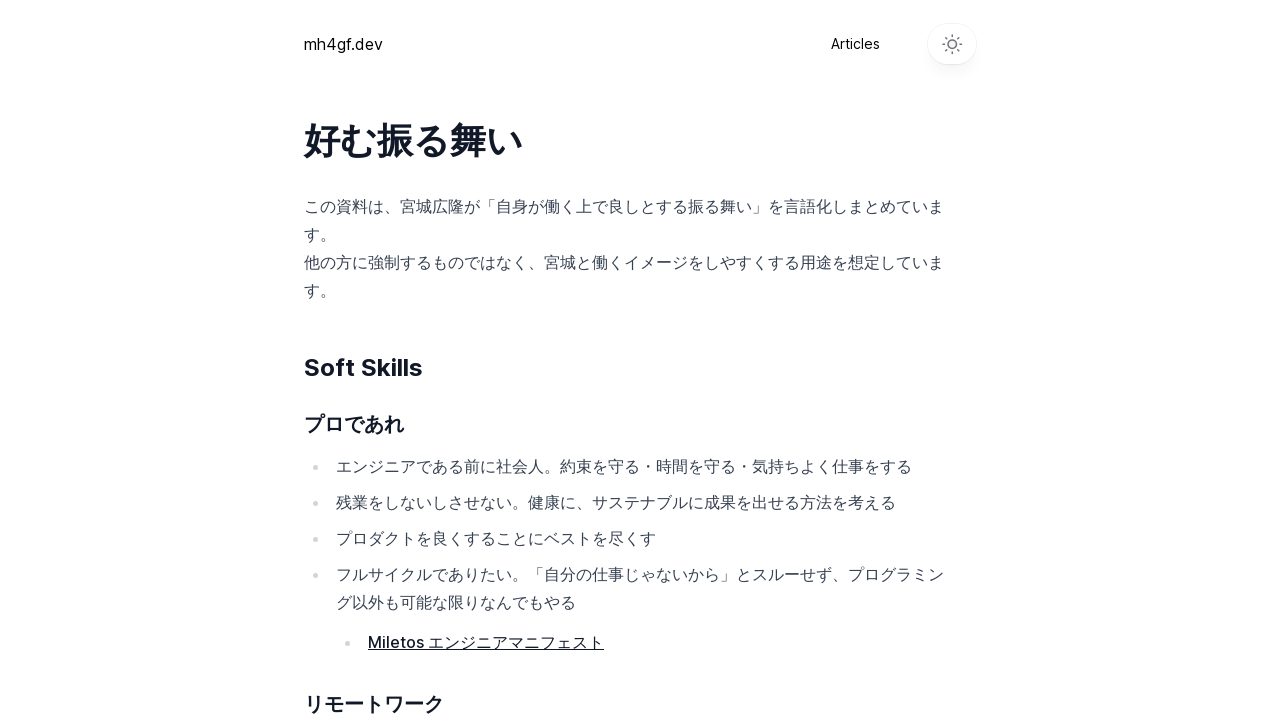 mh4gf.dev
Articles
好む振る舞い
この資料は、宮城広隆が「自身が働く上で良しとする振る舞い」を言語化しまとめていま
す。
他の方に強制するものではなく、宮城と働くイメージをしやすくする用途を想定していま
す。
Soft Skills
プロであれ
エンジニアである前に社会人。約束を守る・時間を守る・気持ちよく仕事をする
残業をしないしさせない。健康に、サステナブルに成果を出せる方法を考える
プロダクトを良くすることにベストを尽くす
フルサイクルでありたい。「自分の仕事じゃないから」とスルーせず、プログラミン
グ以外も可能な限りなんでもやる
Miletos エンジニアマニフェスト
リモートワーク